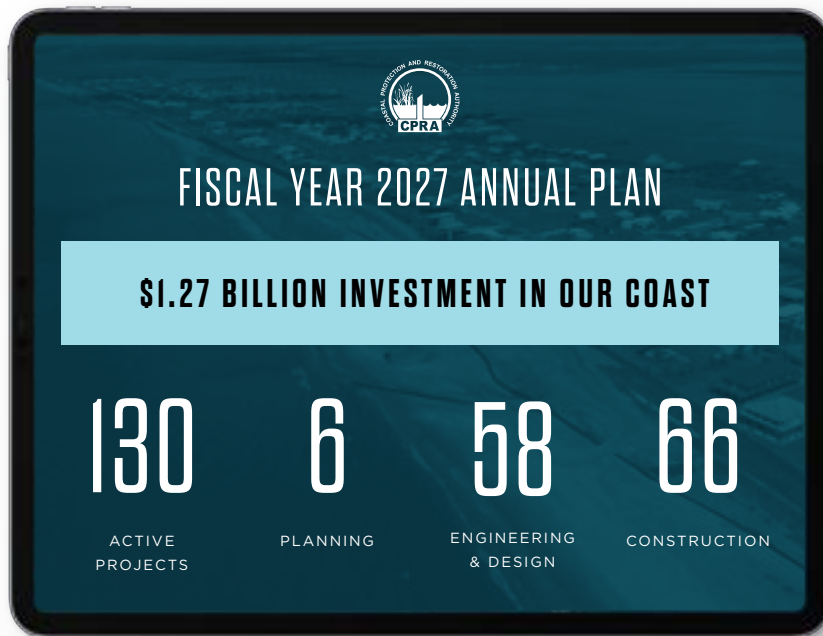 COASTAL PROTECTION AND RESTORATION AUTHORITY
CPRA
FISCAL YEAR 2027 ANNUAL PLAN
$1.27 BILLION INVESTMENT IN OUR COAST
130
ACTIVE
PROJECTS
6
PLANNING
58
ENGINEERING
& DESIGN
66
CONSTRUCTION